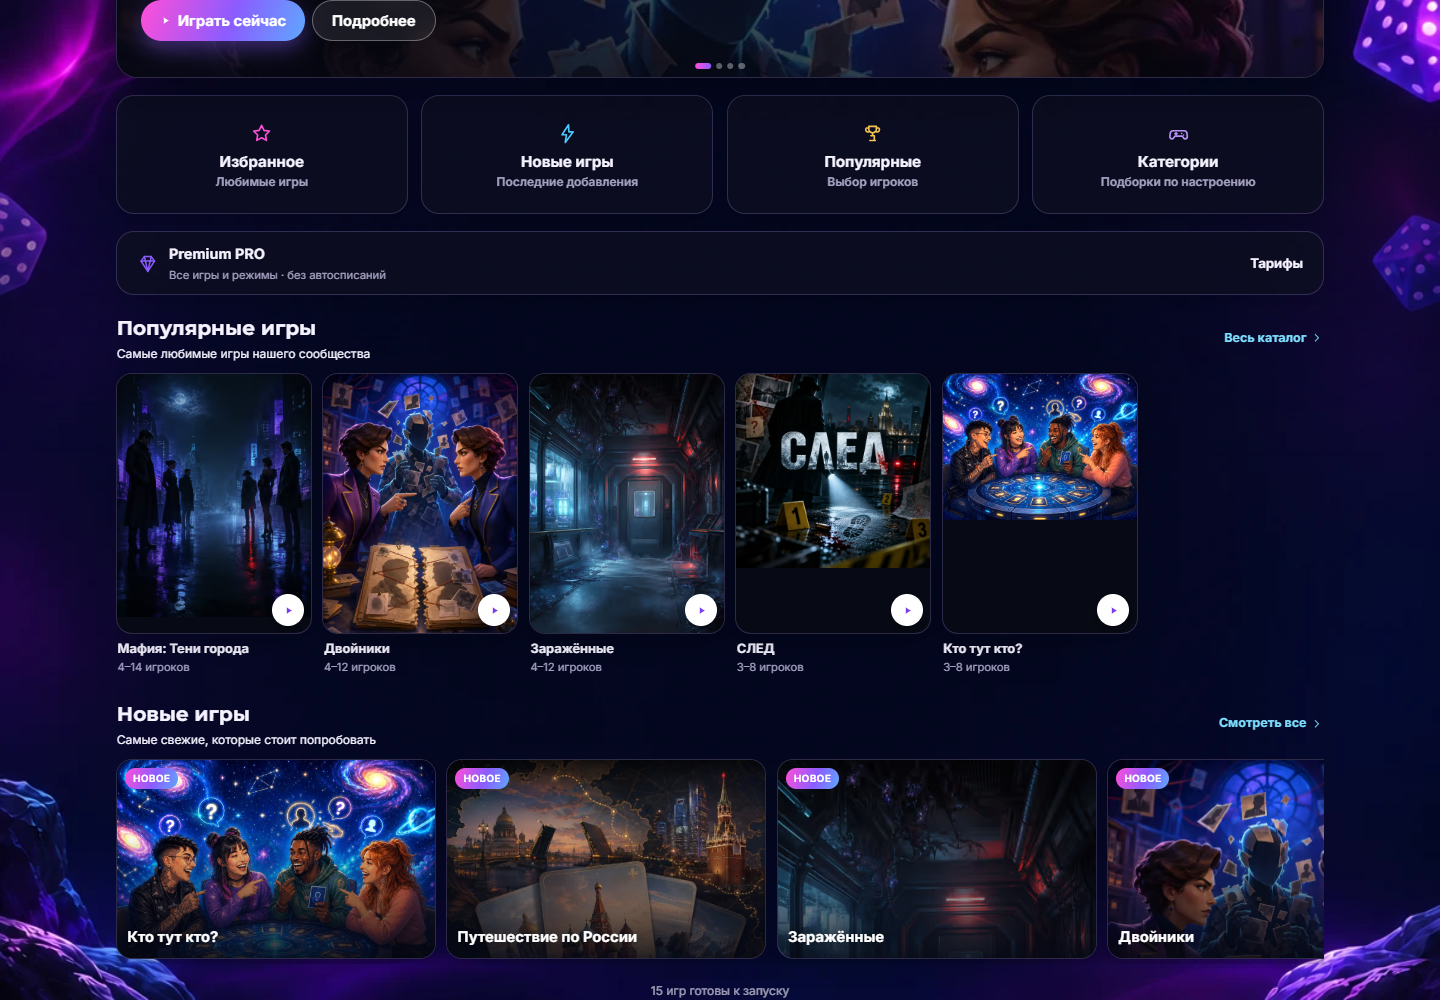 Играть сейчас
Подробнее
Избранное
Любимые игры
Новые игры
Последние добавления
Популярные
Выбор игроков
Категории
Подборки по настроению
Premium PRO
Все игры и режимы · без автосписаний
Тарифы
Популярные игры
Самые любимые игры нашего сообщества
Весь каталог
СЛЕД
1
2
3
?
?
?
Мафия: Тени города
4–14 игроков
Двойники
4–12 игроков
Заражённые
4–12 игроков
СЛЕД
3–8 игроков
Кто тут кто?
3–8 игроков
Новые игры
Самые свежие, которые стоит попробовать
Смотреть все
НОВОЕ
НОВОЕ
НОВОЕ
НОВОЕ
?
?
?
Кто тут кто?
Путешествие по России
Заражённые
Двойники
15 игр готовы к запуску